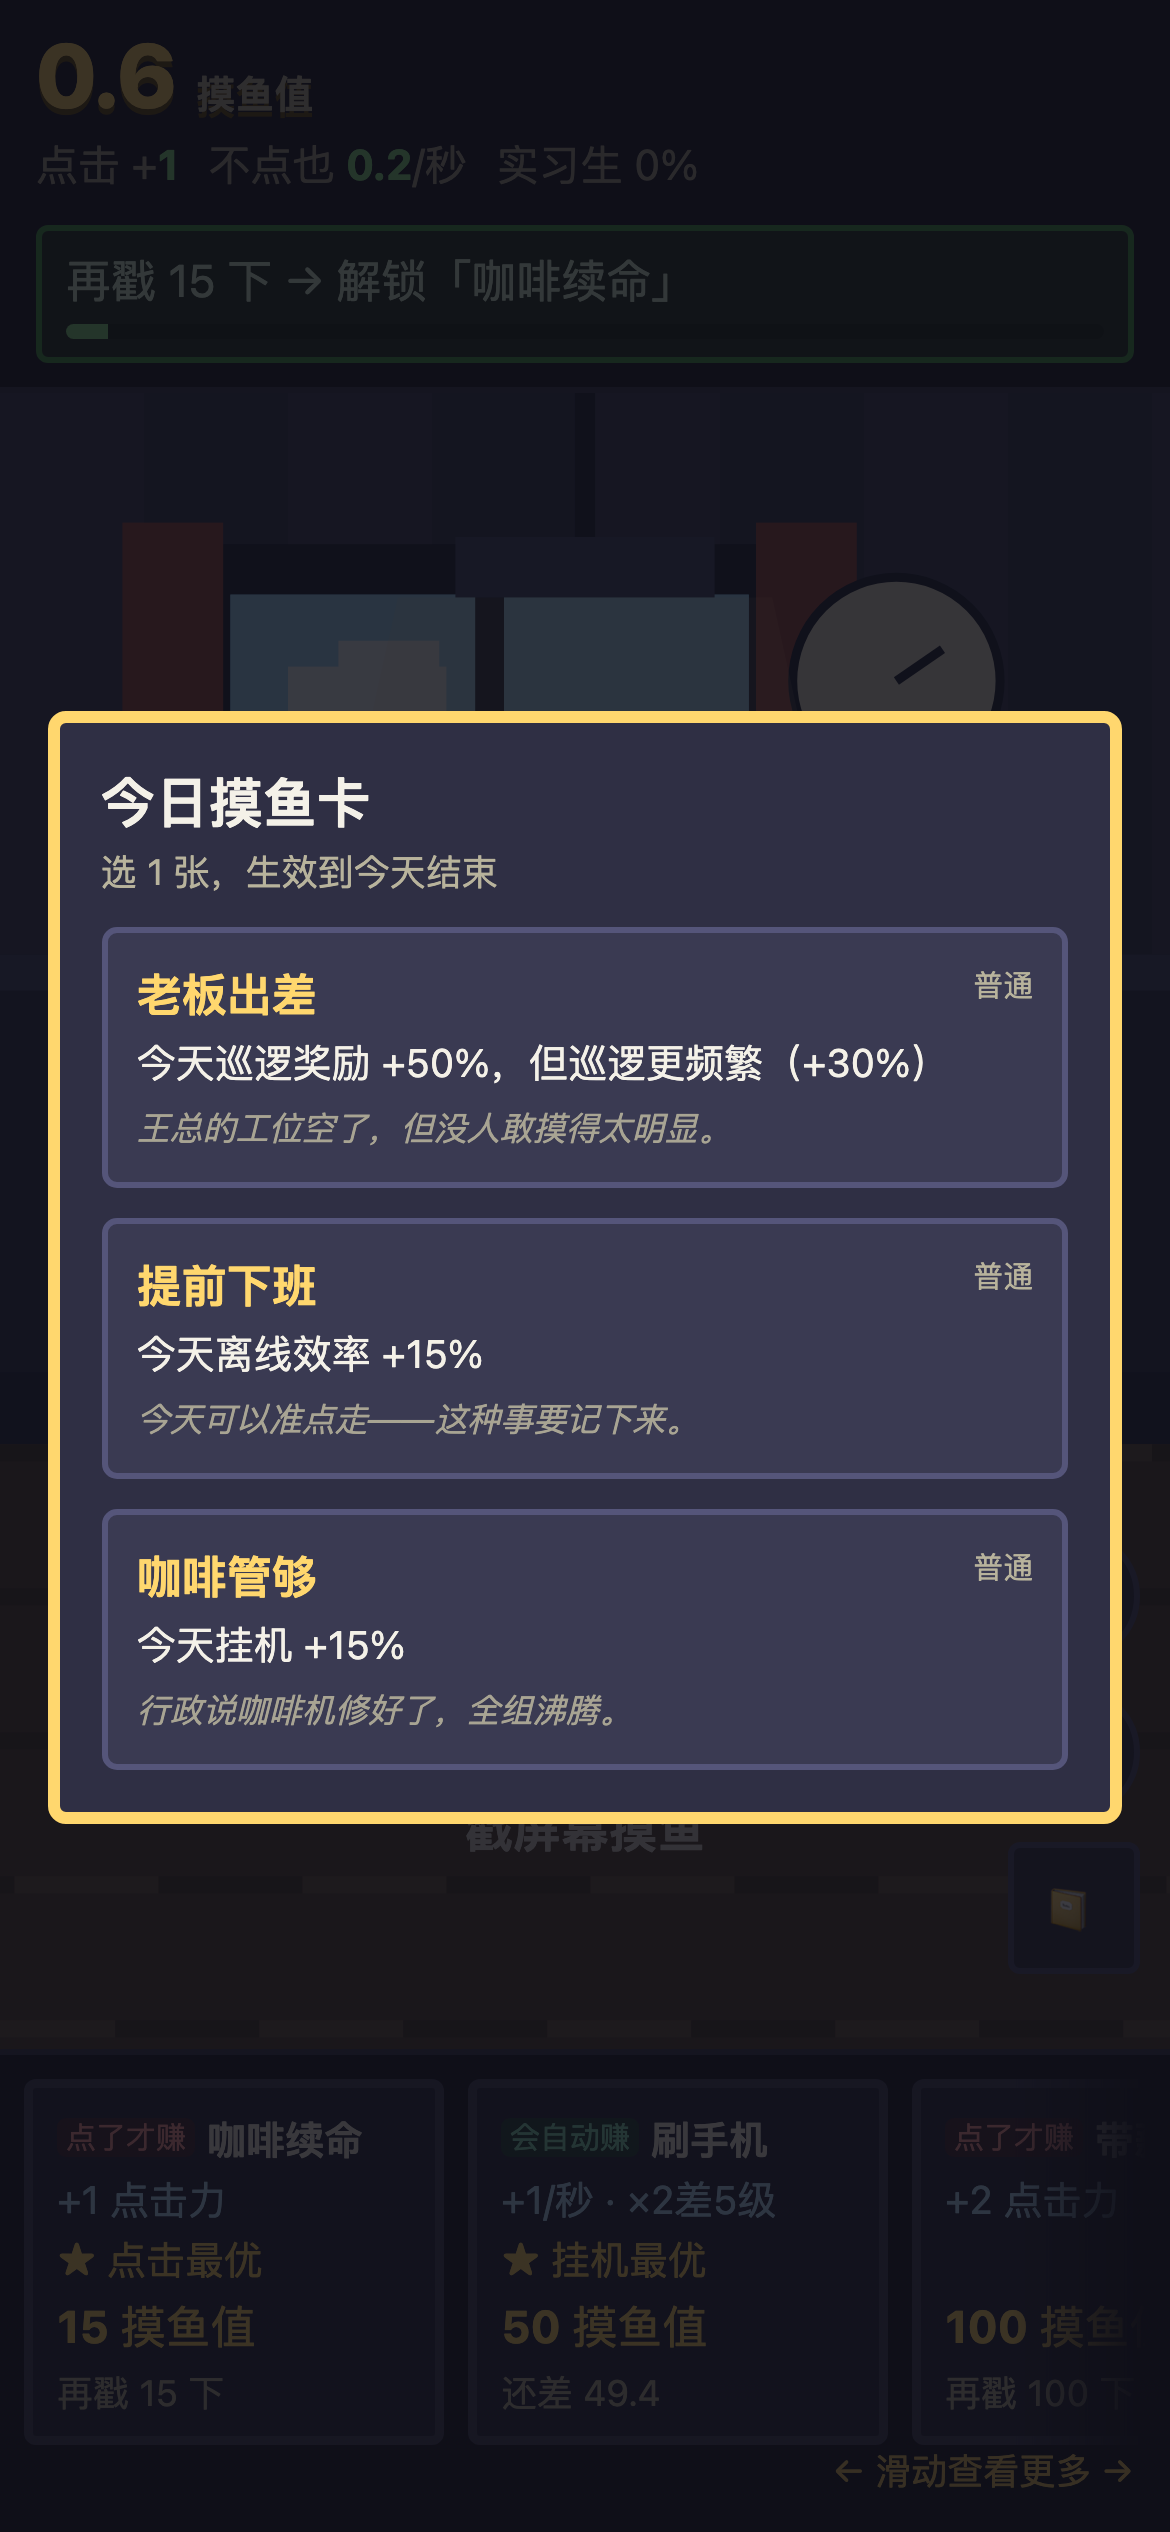 0.6 摸鱼值
点击 +1 不点也 0.2/秒 实习生 0%
再戳 15 下 → 解锁「咖啡续命」
今日摸鱼卡
选 1 张，生效到今天结束
老板出差 普通
今天巡逻奖励 +50%，但巡逻更频繁（+30%）
王总的工位空了，但没人敢摸得太明显。
提前下班 普通
今天离线效率 +15%
今天可以准点走——这种事要记下来。
咖啡管够 普通
今天挂机 +15%
行政说咖啡机修好了，全组沸腾。
戳屏幕摸鱼
点了才赚 咖啡续命
+1 点击力
★ 点击最优
15 摸鱼值
再戳 15 下
会自动赚 刷手机
+1/秒 · ×2差5级
★ 挂机最优
50 摸鱼值
还差 49.4
点了才赚 带
+2 点击力
100 摸鱼
再戳 100 下
← 滑动查看更多 →